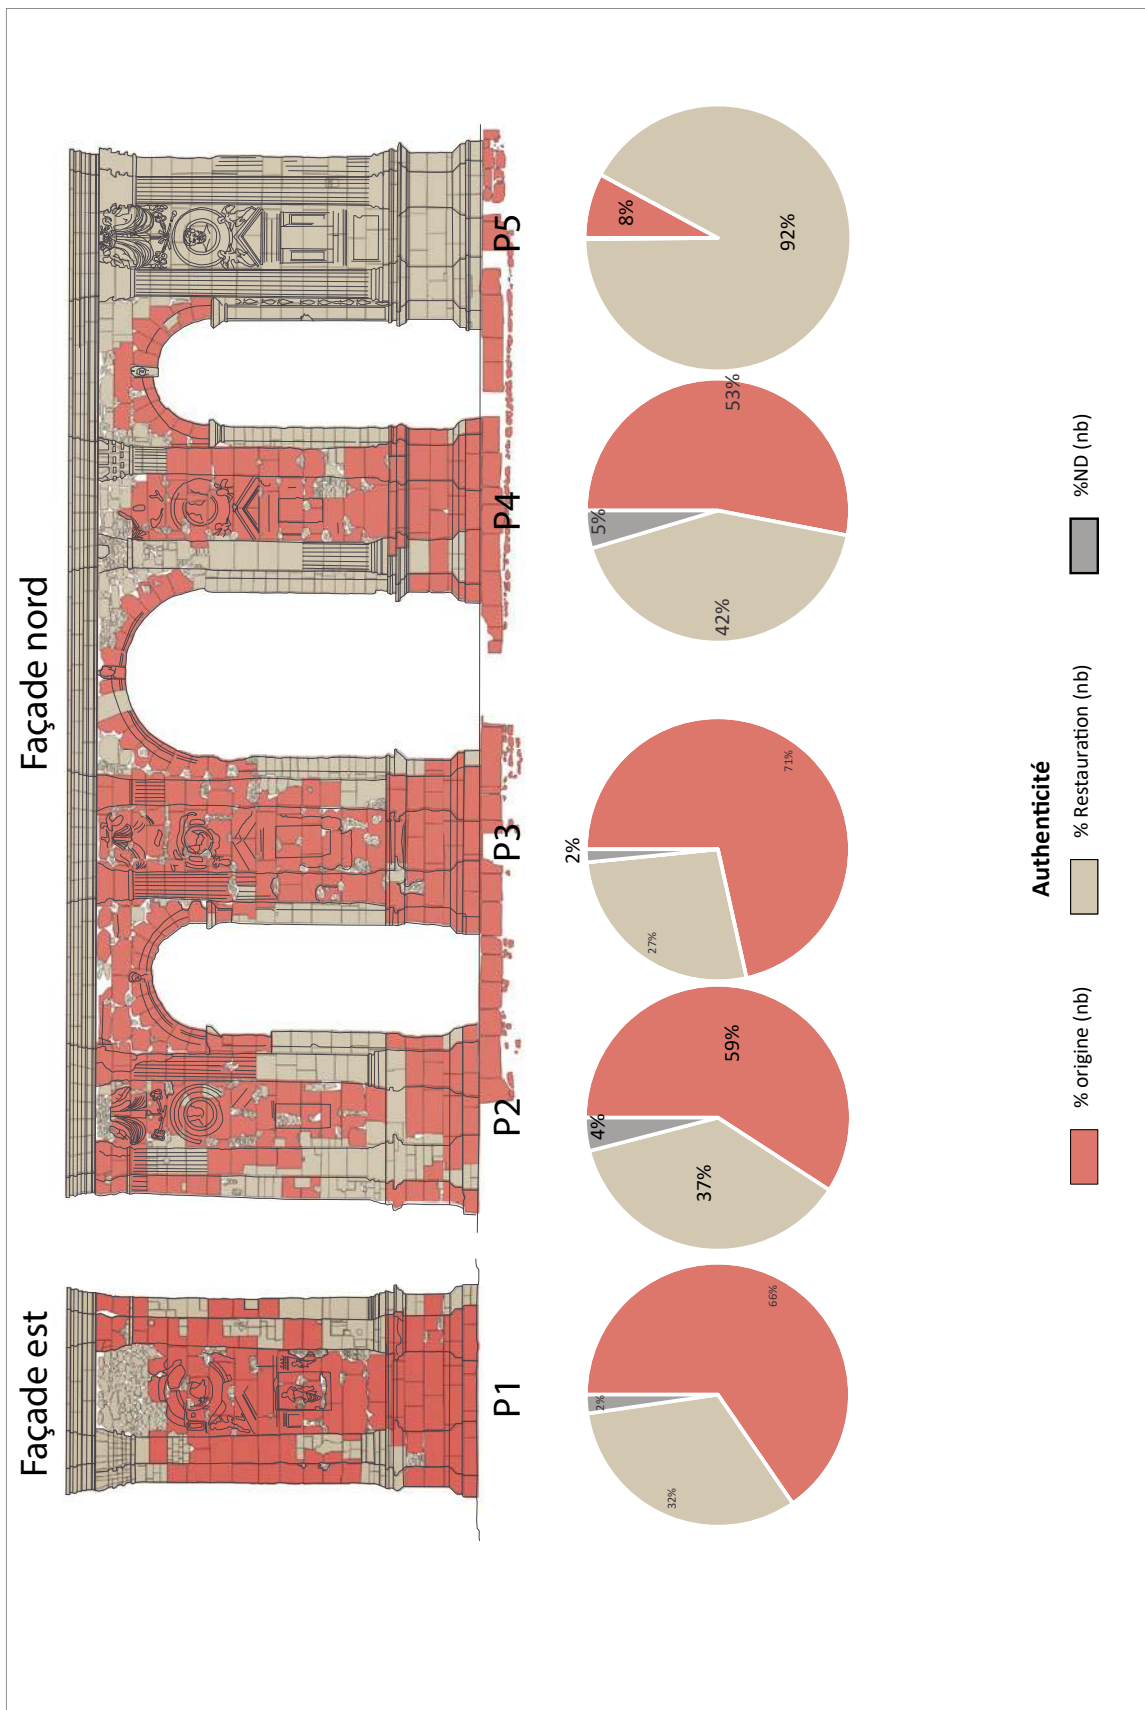 Façade est
Façade nord
P1
P2
P3
P4
P5
2%
66%
32%
4%
59%
37%
2%
71%
27%
5%
53%
42%
8%
92%
Authenticité
% origine (nb)
% Restauration (nb)
%ND (nb)